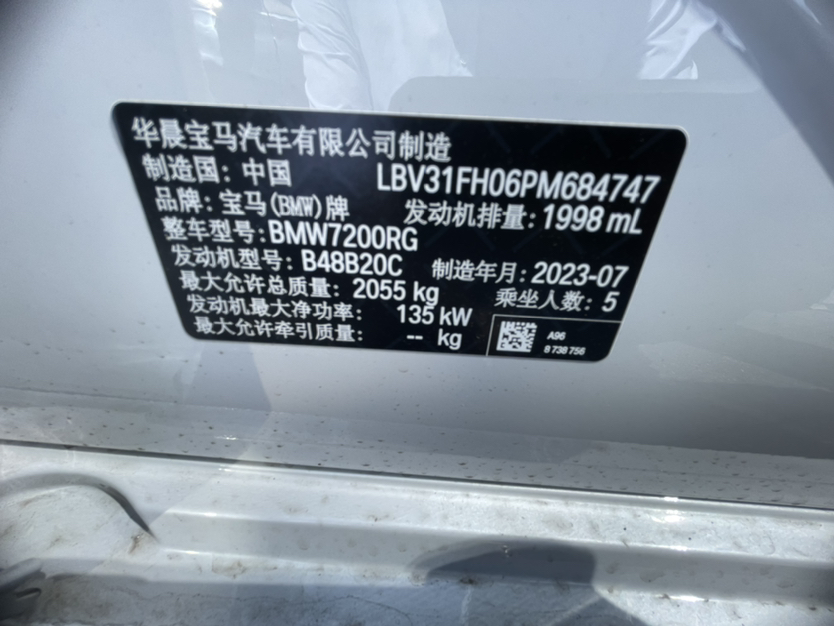 华晨宝马汽车有限公司制造
制造国: 中国 LBV31FH06PM684747
品牌: 宝马(BMW)牌 发动机排量: 1998 mL
整车型号: BMW7200RG
发动机型号: B48B20C 制造年月: 2023-07
最大允许总质量: 2055 kg 乘坐人数: 5
发动机最大净功率: 135 kW
最大允许牵引质量: -- kg
A96
8 738 756